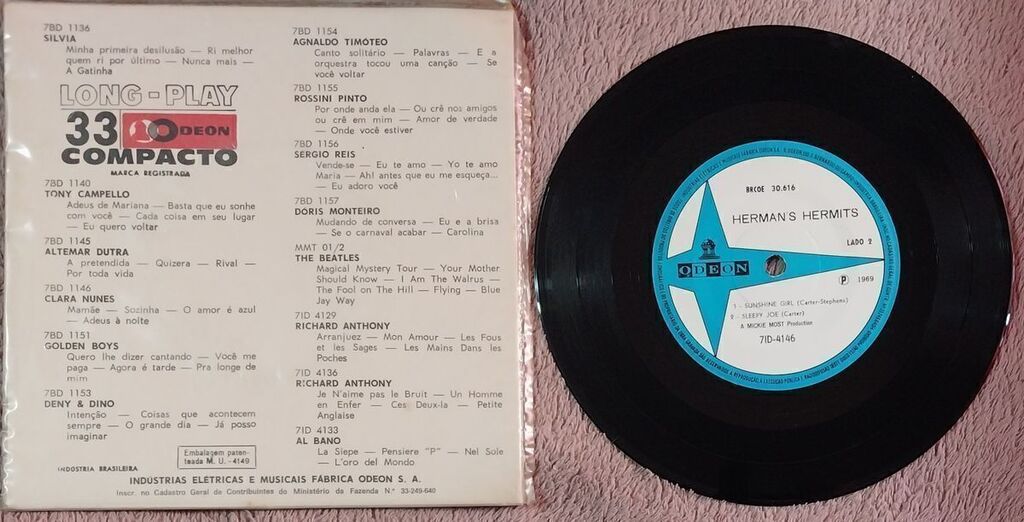 7BD 1136
SILVIA
Minha primeira desilusão — Ri melhor
quem ri por último — Nunca mais —
A Gatinha
LONG-PLAY
33 ODEON
COMPACTO
MARCA REGISTRADA
7BD 1140
TONY CAMPELLO
Adeus de Mariana — Basta que eu sonhe
com você — Cada coisa em seu lugar
— Eu quero voltar
7BD 1145
ALTEMAR DUTRA
A pretendida — Quizera — Rival —
Por toda vida
7BD 1146
CLARA NUNES
Mamãe — Sozinha — O amor é azul
— Adeus à noite
7BD 1151
GOLDEN BOYS
Quero lhe dizer cantando — Você me
paga — Agora é tarde — Pra longe de
mim
7BD 1153
DENY & DINO
Intenção — Coisas que acontecem
sempre — O grande dia — Já posso
imaginar
INDÚSTRIA BRASILEIRA
Embalagem paten-
teada M. U. -4149
7BD 1154
AGNALDO TIMÓTEO
Canto solitário — Palavras — E a
orquestra tocou uma canção — Se
você voltar
7BD 1155
ROSSINI PINTO
Por onde anda ela — Ou crê nos amigos
ou crê em mim — Amor de verdade
— Onde você estiver
7BD 1156
SERGIO REIS
Vende-se — Eu te amo — Yo te amo
Maria — Ah! antes que eu me esqueça...
— Eu adoro você
7BD 1157
DÓRIS MONTEIRO
Mudando de conversa — Eu e a brisa
— Se o carnaval acabar — Carolina
MMT 01/2
THE BEATLES
Magical Mystery Tour — Your Mother
Should Know — I Am The Walrus —
The Fool on The Hill — Flying — Blue
Jay Way
7ID 4129
RICHARD ANTHONY
Arranjuez — Mon Amour — Les Fous
et les Sages — Les Mains Dans les
Poches
7ID 4136
RICHARD ANTHONY
Je N'aime pas le Bruit — Un Homme
en Enfer — Ces Deux-la — Petite
Anglaise
7ID 4133
AL BANO
La Siepe — Pensiere "P" — Nel Sole
— L'oro del Mondo
INDÚSTRIAS ELÉTRICAS E MUSICAIS FÁBRICA ODEON S. A.
Inscr. no Cadastro Geral de Contribuintes do Ministério da Fazenda N.º 33-249-640
BRCOE 30.616
HERMAN'S HERMITS
LADO 2
ODEON
P 1969
1 - SUNSHINE GIRL (Carter-Stephens)
2 - SLEEPY JOE (Carter)
A MICKIE MOST Production
7ID-4146